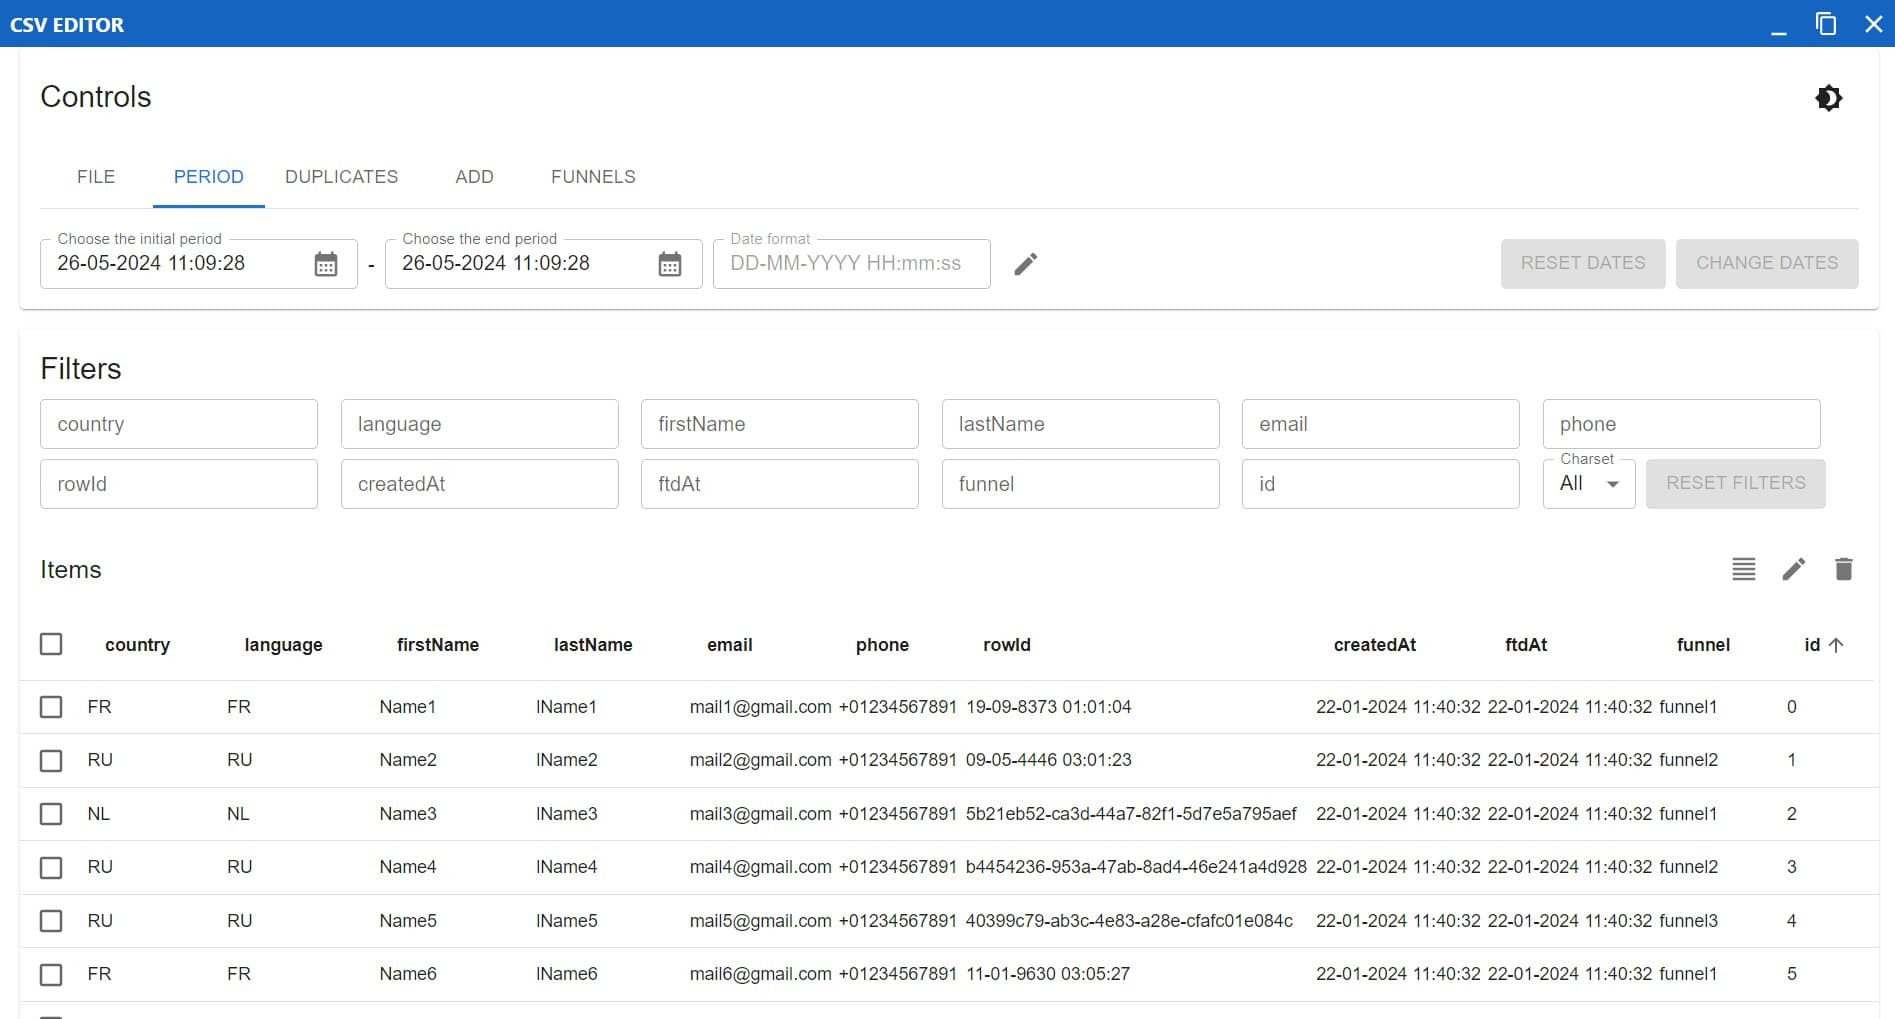 CSV EDITOR
Controls
FILE PERIOD DUPLICATES ADD FUNNELS
Choose the initial period Choose the end period Date format
26-05-2024 11:09:28 - 26-05-2024 11:09:28 DD-MM-YYYY HH:mm:ss RESET DATES CHANGE DATES
Filters
country language firstName lastName email phone
Charset
rowId createdAt ftdAt funnel id All RESET FILTERS
Items
country language firstName lastName email phone rowId createdAt ftdAt funnel id
FR FR Name1 lName1 mail1@gmail.com +01234567891 19-09-8373 01:01:04 22-01-2024 11:40:32 22-01-2024 11:40:32 funnel1 0
RU RU Name2 lName2 mail2@gmail.com +01234567891 09-05-4446 03:01:23 22-01-2024 11:40:32 22-01-2024 11:40:32 funnel2 1
NL NL Name3 lName3 mail3@gmail.com +01234567891 5b21eb52-ca3d-44a7-82f1-5d7e5a795aef 22-01-2024 11:40:32 22-01-2024 11:40:32 funnel1 2
RU RU Name4 lName4 mail4@gmail.com +01234567891 b4454236-953a-47ab-8ad4-46e241a4d928 22-01-2024 11:40:32 22-01-2024 11:40:32 funnel2 3
RU RU Name5 lName5 mail5@gmail.com +01234567891 40399c79-ab3c-4e83-a28e-cfafc01e084c 22-01-2024 11:40:32 22-01-2024 11:40:32 funnel3 4
FR FR Name6 lName6 mail6@gmail.com +01234567891 11-01-9630 03:05:27 22-01-2024 11:40:32 22-01-2024 11:40:32 funnel1 5